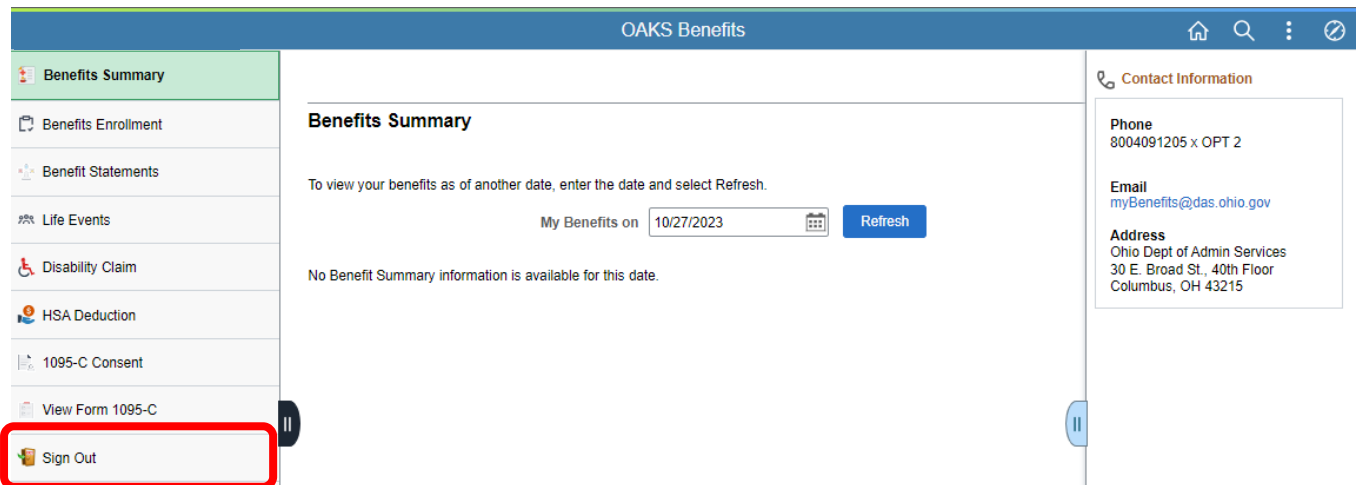 OAKS Benefits
Benefits Summary
Benefits Enrollment
Benefit Statements
Life Events
Disability Claim
HSA Deduction
1095-C Consent
View Form 1095-C
Sign Out
Benefits Summary
To view your benefits as of another date, enter the date and select Refresh.
My Benefits on 10/27/2023 Refresh
No Benefit Summary information is available for this date.
Contact Information
Phone
8004091205 x OPT 2
Email
myBenefits@das.ohio.gov
Address
Ohio Dept of Admin Services
30 E. Broad St., 40th Floor
Columbus, OH 43215